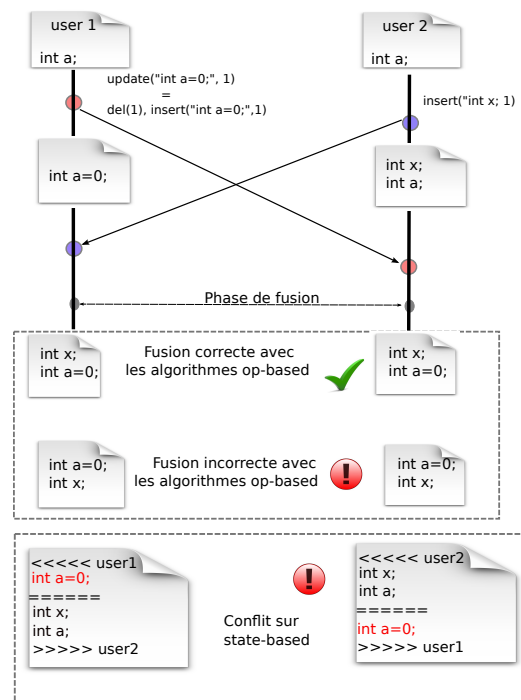 user 1
int a;
user 2
int a;
update("int a=0;", 1)
=
del(1), insert("int a=0;",1)
insert("int x; 1)
int a=0;
int x;
int a;
Phase de fusion
int x;
int a=0;
Fusion correcte avec
les algorithmes op-based
int x;
int a=0;
int a=0;
int x;
Fusion incorrecte avec
les algorithmes op-based
!
int a=0;
int x;
<<<<< user1
int a=0;
======
int x;
int a;
>>>>> user2
!
Conflit sur
state-based
<<<<< user2
int x;
int a;
======
int a=0;
>>>>> user1